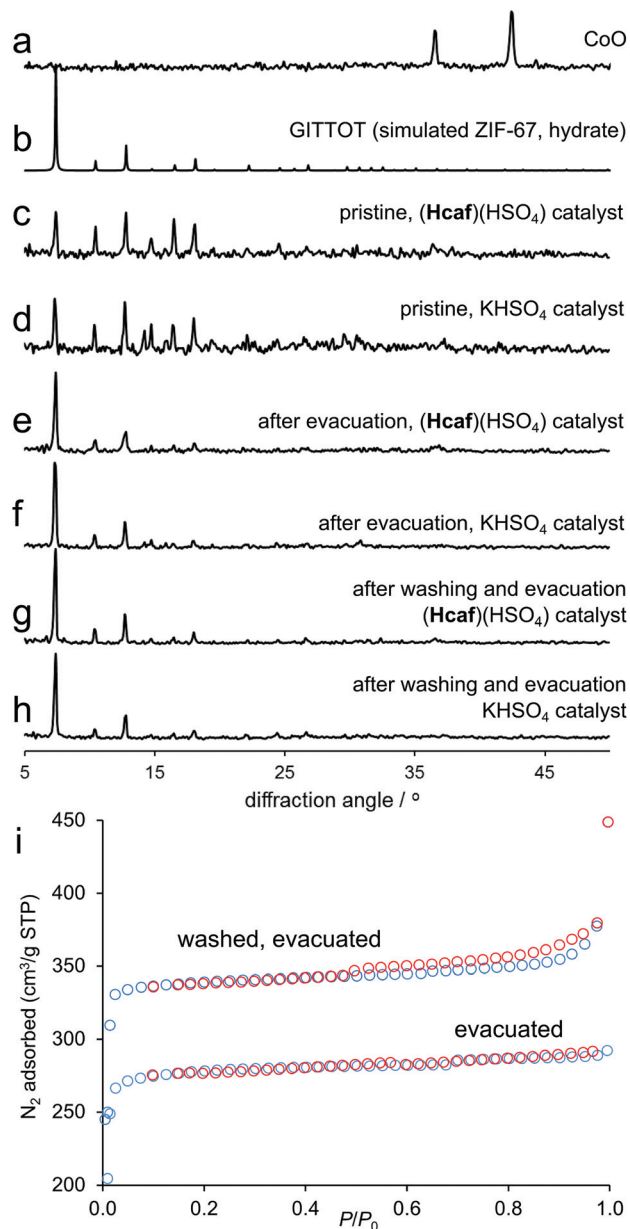 a
CoO
b
GITTOT (simulated ZIF-67, hydrate)
c
pristine, (Hcaf)(HSO₄) catalyst
d
pristine, KHSO₄ catalyst
e
after evacuation, (Hcaf)(HSO₄) catalyst
f
after evacuation, KHSO₄ catalyst
g
after washing and evacuation
(Hcaf)(HSO₄) catalyst
h
after washing and evacuation
KHSO₄ catalyst
5 15 25 35 45
diffraction angle / °
i
N₂ adsorbed (cm³/g STP)
450
400
350
300
250
200
washed, evacuated
evacuated
0.0 0.2 0.4 0.6 0.8 1.0
P/P₀